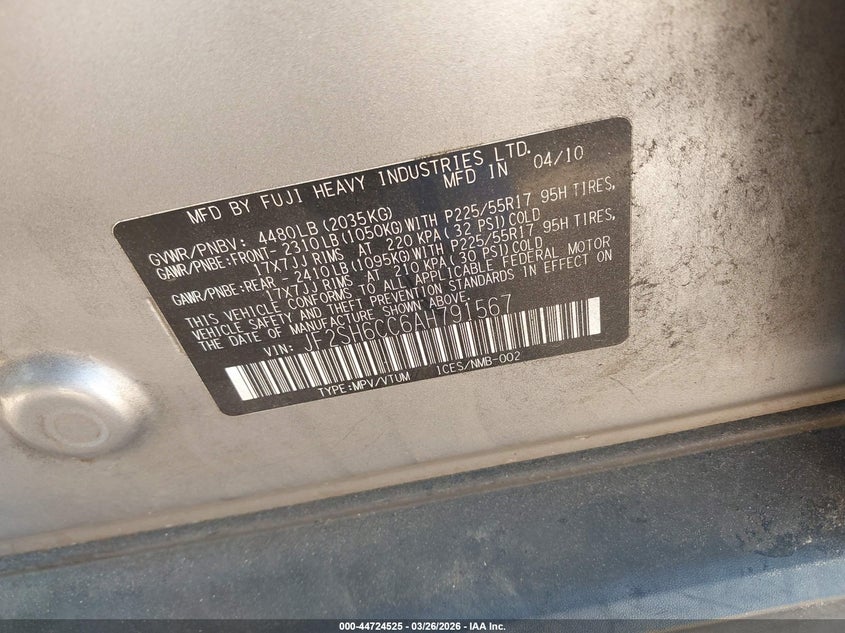 MFD BY FUJI HEAVY INDUSTRIES LTD.
MFD IN 04/10
GVWR/PNBV: 4480LB(2035KG)
GAWR/PNBE:FRONT- 2310LB(1050KG)WITH P225/55R17 95H TIRES,
17X7JJ RIMS AT 220 KPA(32 PSI)COLD
GAWR/PNBE:REAR - 2410LB(1095KG)WITH P225/55R17 95H TIRES,
17X7JJ RIMS AT 210 KPA(30 PSI)COLD
THIS VEHICLE CONFORMS TO ALL APPLICABLE FEDERAL MOTOR
VEHICLE SAFETY AND THEFT PREVENTION STANDARDS IN EFFECT ON
THE DATE OF MANUFACTURE SHOWN ABOVE.
VIN: JF2SH6CC6AH791567
TYPE:MPV/VTUM ICES/NMB-002
000-44724525 - 03/26/2026 - IAA Inc.